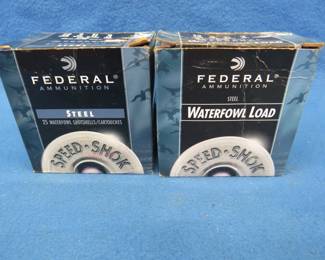 FEDERAL
AMMUNITION
STEEL
25 WATERFOWL SHOTSHELLS/CARTOUCHES
SPEED·SHOK
FEDERAL
AMMUNITION
STEEL
WATERFOWL LOAD
SPEED·SHOK